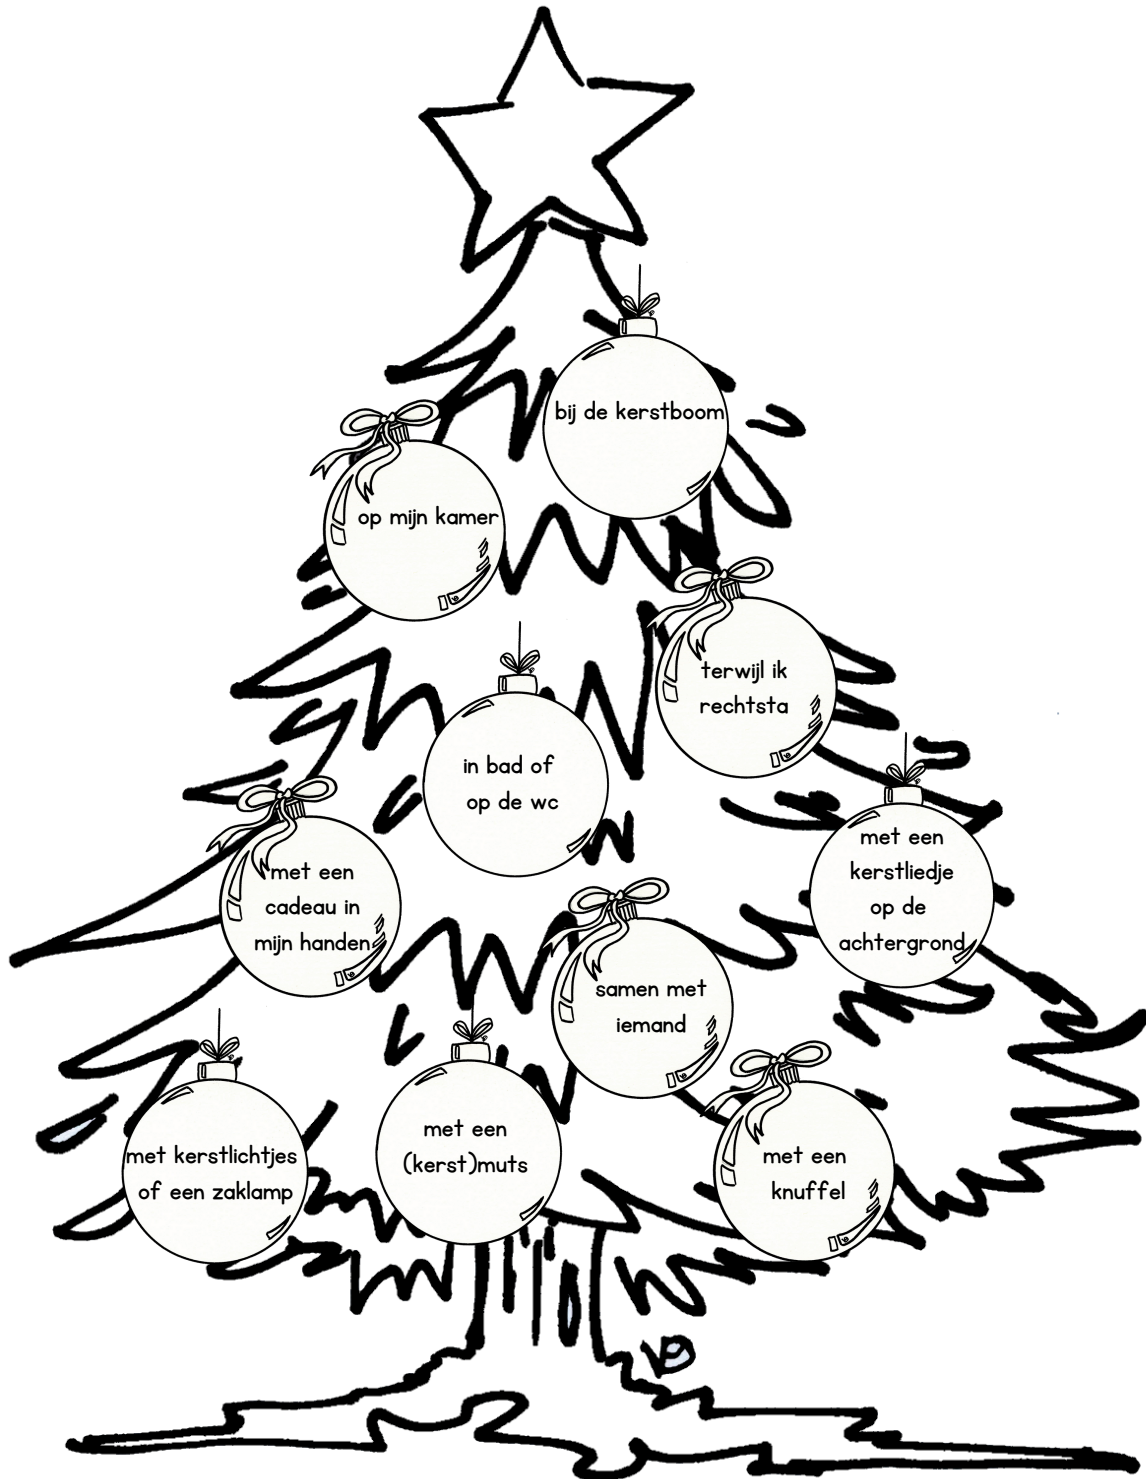 bij de kerstboom
op mijn kamer
terwijl ik
rechtsta
in bad of
op de wc
met een
kerstliedje
op de
achtergrond
met een
cadeau in
mijn handen
samen met
iemand
met een
(kerst)muts
met kerstlichtjes
of een zaklamp
met een
knuffel